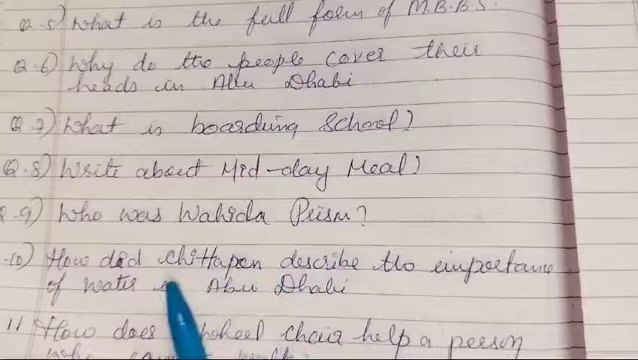 Q.5) What is the full form of M.B.B.S.
Q.6) Why do the people cover their
heads in Abu Dhabi
Q.7) What is boarding School?
Q.8) Write about Mid-day Meal?
Q.9) Who was Wahida Prism?
10) How did Chittapan describe the importance
of water Abu Dhabi
11 How does wheel chair help a person